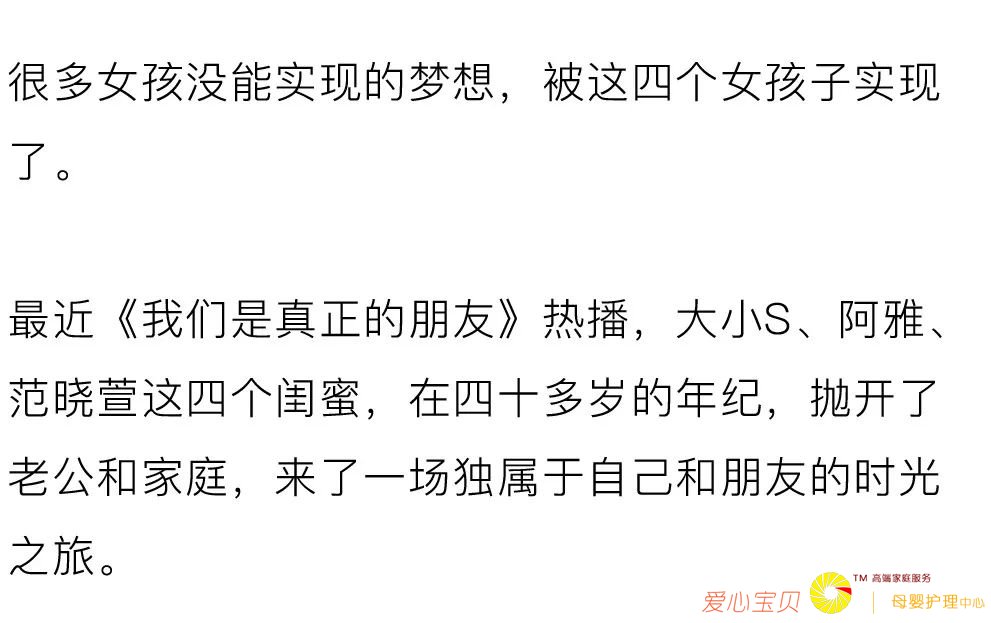 很多女孩没能实现的梦想，被这四个女孩子实现
了。
最近《我们是真正的朋友》热播，大小S、阿雅、
范晓萱这四个闺蜜，在四十多岁的年纪，抛开了
老公和家庭，来了一场独属于自己和朋友的时光
之旅。
爱心宝贝 TM 高端家庭服务
母婴护理中心